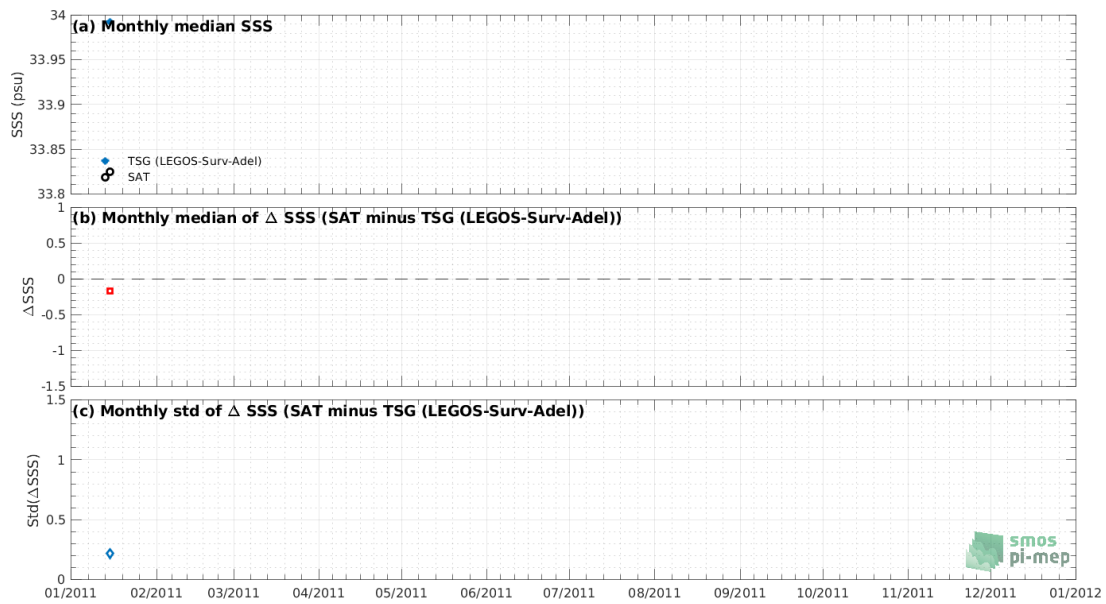 (a) Monthly median SSS
SSS (psu)
34
33.95
33.9
33.85
33.8
TSG (LEGOS-Surv-Adel)
SAT
(b) Monthly median of Δ SSS (SAT minus TSG (LEGOS-Surv-Adel))
ΔSSS
1
0.5
0
-0.5
-1
-1.5
(c) Monthly std of Δ SSS (SAT minus TSG (LEGOS-Surv-Adel))
Std(ΔSSS)
1.5
1
0.5
0
smos
pi-mep
01/2011 02/2011 03/2011 04/2011 05/2011 06/2011 07/2011 08/2011 09/2011 10/2011 11/2011 12/2011 01/2012